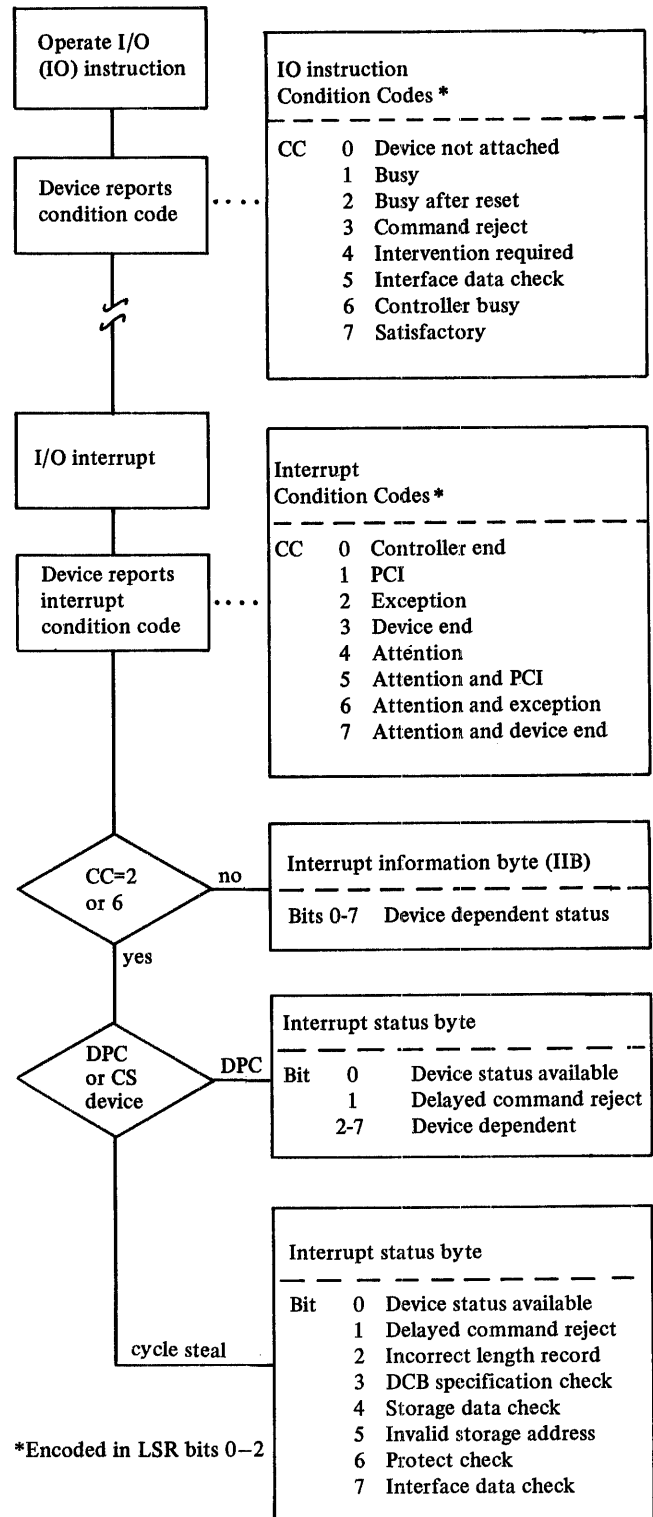 Operate I/O
(IO) instruction
IO instruction
Condition Codes *
CC 0 Device not attached
1 Busy
2 Busy after reset
3 Command reject
4 Intervention required
5 Interface data check
6 Controller busy
7 Satisfactory
Device reports
condition code
I/O interrupt
Interrupt
Condition Codes *
CC 0 Controller end
1 PCI
2 Exception
3 Device end
4 Attention
5 Attention and PCI
6 Attention and exception
7 Attention and device end
Device reports
interrupt
condition code
CC=2
or 6
no
yes
Interrupt information byte (IIB)
Bits 0-7 Device dependent status
DPC
or CS
device
DPC
Interrupt status byte
Bit 0 Device status available
1 Delayed command reject
2-7 Device dependent
cycle steal
Interrupt status byte
Bit 0 Device status available
1 Delayed command reject
2 Incorrect length record
3 DCB specification check
4 Storage data check
5 Invalid storage address
6 Protect check
7 Interface data check
*Encoded in LSR bits 0–2